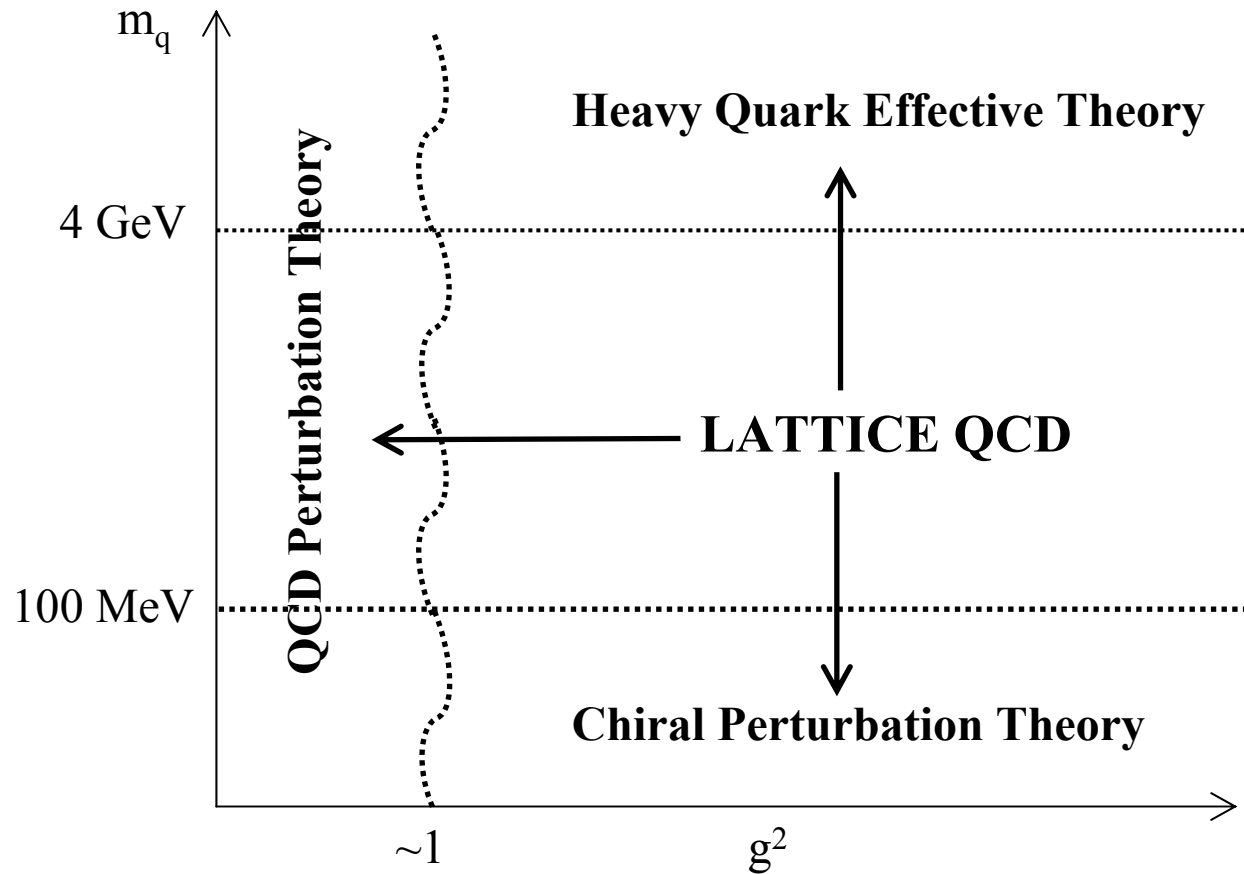 m_q
Heavy Quark Effective Theory
4 GeV
QCD Perturbation Theory
LATTICE QCD
100 MeV
Chiral Perturbation Theory
~1
g²